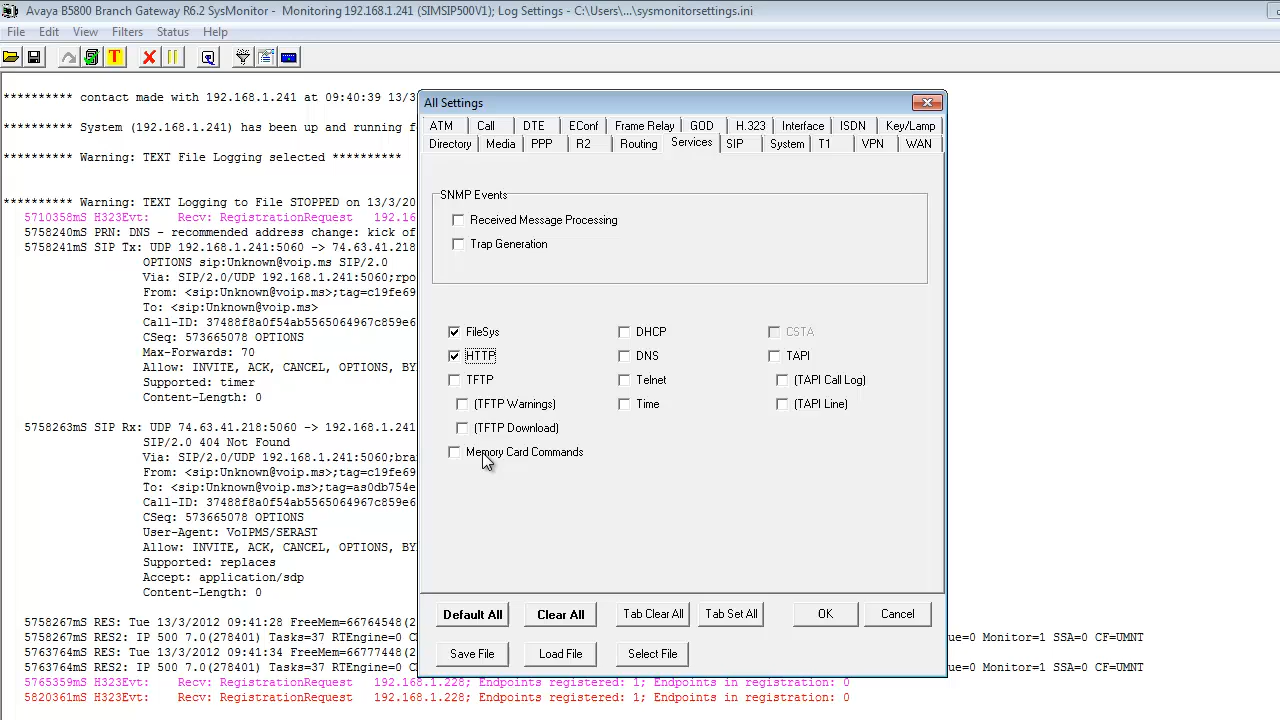 Avaya B5800 Branch Gateway R6.2 SysMonitor - Monitoring 192.168.1.241 (SIMSIP500V1); Log Settings - C:\Users\...\sysmonitorsettings.ini
File Edit View Filters Status Help
T
********** contact made with 192.168.1.241 at 09:40:39 13/3
********** System (192.168.1.241) has been up and running f
********** Warning: TEXT File Logging selected **********
********** Warning: TEXT Logging to File STOPPED on 13/3/20
5710358mS H323Evt: Recv: RegistrationRequest 192.16
5758240mS PRN: DNS - recommended address change: kick of
5758241mS SIP Tx: UDP 192.168.1.241:5060 -> 74.63.41.218
OPTIONS sip:Unknown@voip.ms SIP/2.0
Via: SIP/2.0/UDP 192.168.1.241:5060;rpo
From: <sip:Unknown@voip.ms>;tag=c19fe69
To: <sip:Unknown@voip.ms>
Call-ID: 37488f8a0f54ab5565064967c859e6
CSeq: 573665078 OPTIONS
Max-Forwards: 70
Allow: INVITE, ACK, CANCEL, OPTIONS, BY
Supported: timer
Content-Length: 0
5758263mS SIP Rx: UDP 74.63.41.218:5060 -> 192.168.1.241
SIP/2.0 404 Not Found
Via: SIP/2.0/UDP 192.168.1.241:5060;bra
From: <sip:Unknown@voip.ms>;tag=c19fe69
To: <sip:Unknown@voip.ms>;tag=as0db754e
Call-ID: 37488f8a0f54ab5565064967c859e6
CSeq: 573665078 OPTIONS
User-Agent: VoIPMS/SERAST
Allow: INVITE, ACK, CANCEL, OPTIONS, BY
Supported: replaces
Accept: application/sdp
Content-Length: 0
5758267mS RES: Tue 13/3/2012 09:41:28 FreeMem=66764548(2
5758267mS RES2: IP 500 7.0(278401) Tasks=37 RTEngine=0 CM
ue=0 Monitor=1 SSA=0 CF=UMNT
5763764mS RES: Tue 13/3/2012 09:41:34 FreeMem=66777448(2
5763764mS RES2: IP 500 7.0(278401) Tasks=37 RTEngine=0 CM
ue=0 Monitor=1 SSA=0 CF=UMNT
5765359mS H323Evt: Recv: RegistrationRequest 192.168.1.228; Endpoints registered: 1; Endpoints in registration: 0
5820361mS H323Evt: Recv: RegistrationRequest 192.168.1.228; Endpoints registered: 1; Endpoints in registration: 0
All Settings
ATM Call DTE EConf Frame Relay GOD H.323 Interface ISDN Key/Lamp
Directory Media PPP R2 Routing Services SIP System T1 VPN WAN
SNMP Events
Received Message Processing
Trap Generation
FileSys DHCP CSTA
HTTP DNS TAPI
TFTP Telnet (TAPI Call Log)
(TFTP Warnings) Time (TAPI Line)
(TFTP Download)
Memory Card Commands
Default All Clear All Tab Clear All Tab Set All OK Cancel
Save File Load File Select File